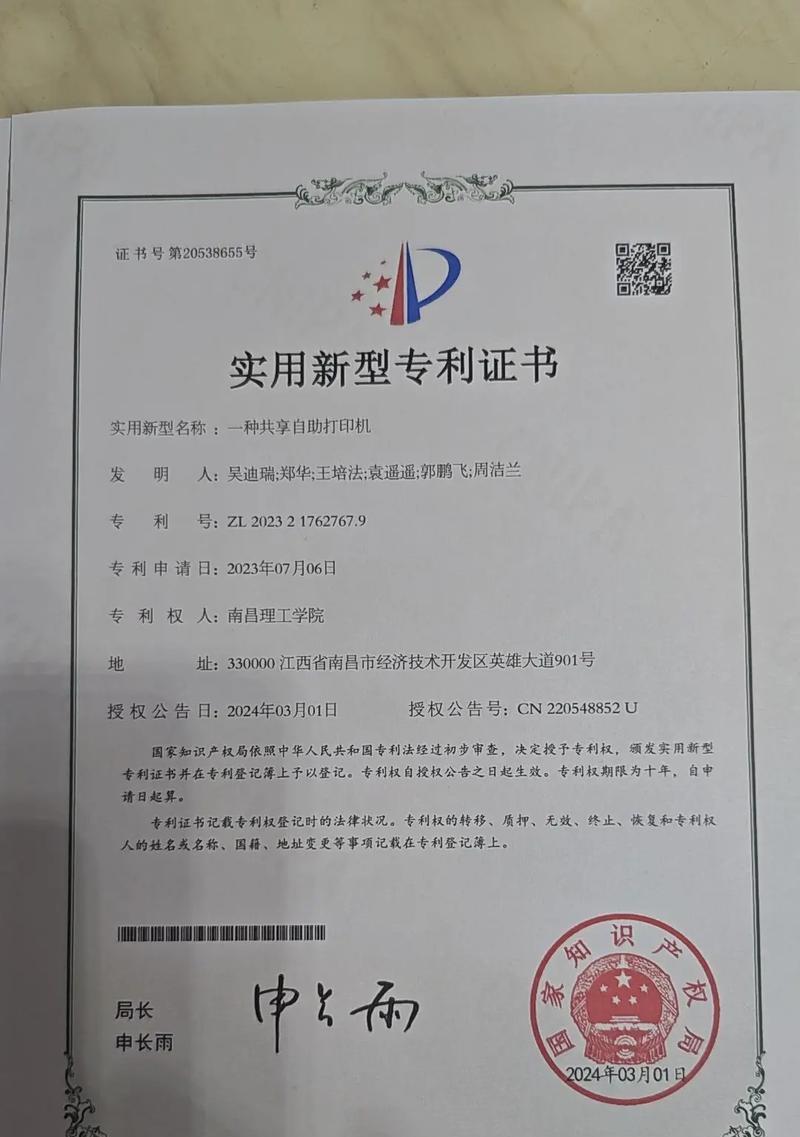 证书号第20538655号
实用新型专利证书
实用新型名称：一种共享自助打印机
发明人：吴迪瑞;郑华;王培法;袁遥遥;郭鹏飞;周洁兰
专利号：ZL 2023 2 1762767.9
专利申请日：2023年07月06日
专利权人：南昌理工学院
地址：330000 江西省南昌市经济技术开发区英雄大道901号
授权公告日：2024年03月01日 授权公告号：CN 220548852 U
国家知识产权局依照中华人民共和国专利法经过初步审查，决定授予专利权，颁发实用新型
专利证书并在专利登记簿上予以登记。专利权自授权公告之日起生效。专利权期限为十年，自申
请日起算。
专利证书记载专利权登记时的法律状况。专利权的转移、质押、无效、终止、恢复和专利权
人的姓名或名称、国籍、地址变更等事项记载在专利登记簿上。
局长
申长雨
申长雨
国家知识产权局
2024年03月01日